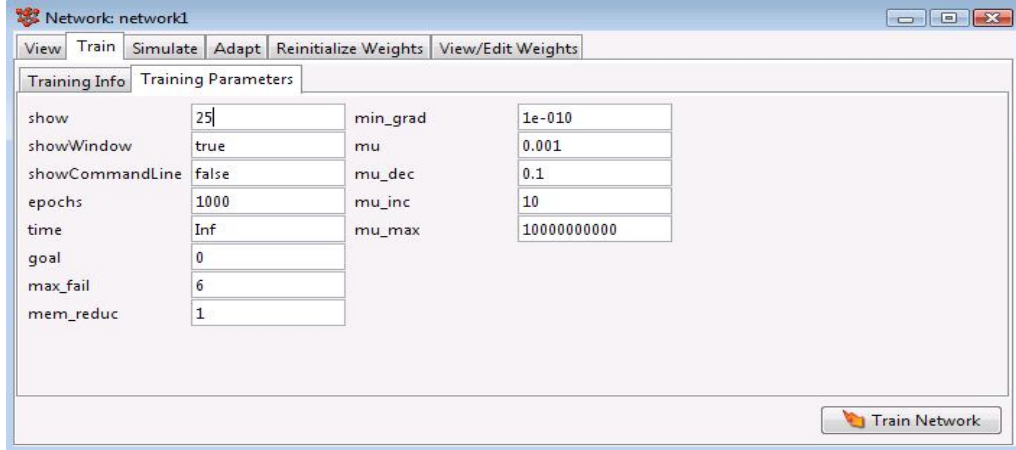 Network: network1
View Train Simulate Adapt Reinitialize Weights View/Edit Weights
Training Info Training Parameters
show 25 min_grad 1e-010
showWindow true mu 0.001
showCommandLine false mu_dec 0.1
epochs 1000 mu_inc 10
time Inf mu_max 10000000000
goal 0
max_fail 6
mem_reduc 1
Train Network